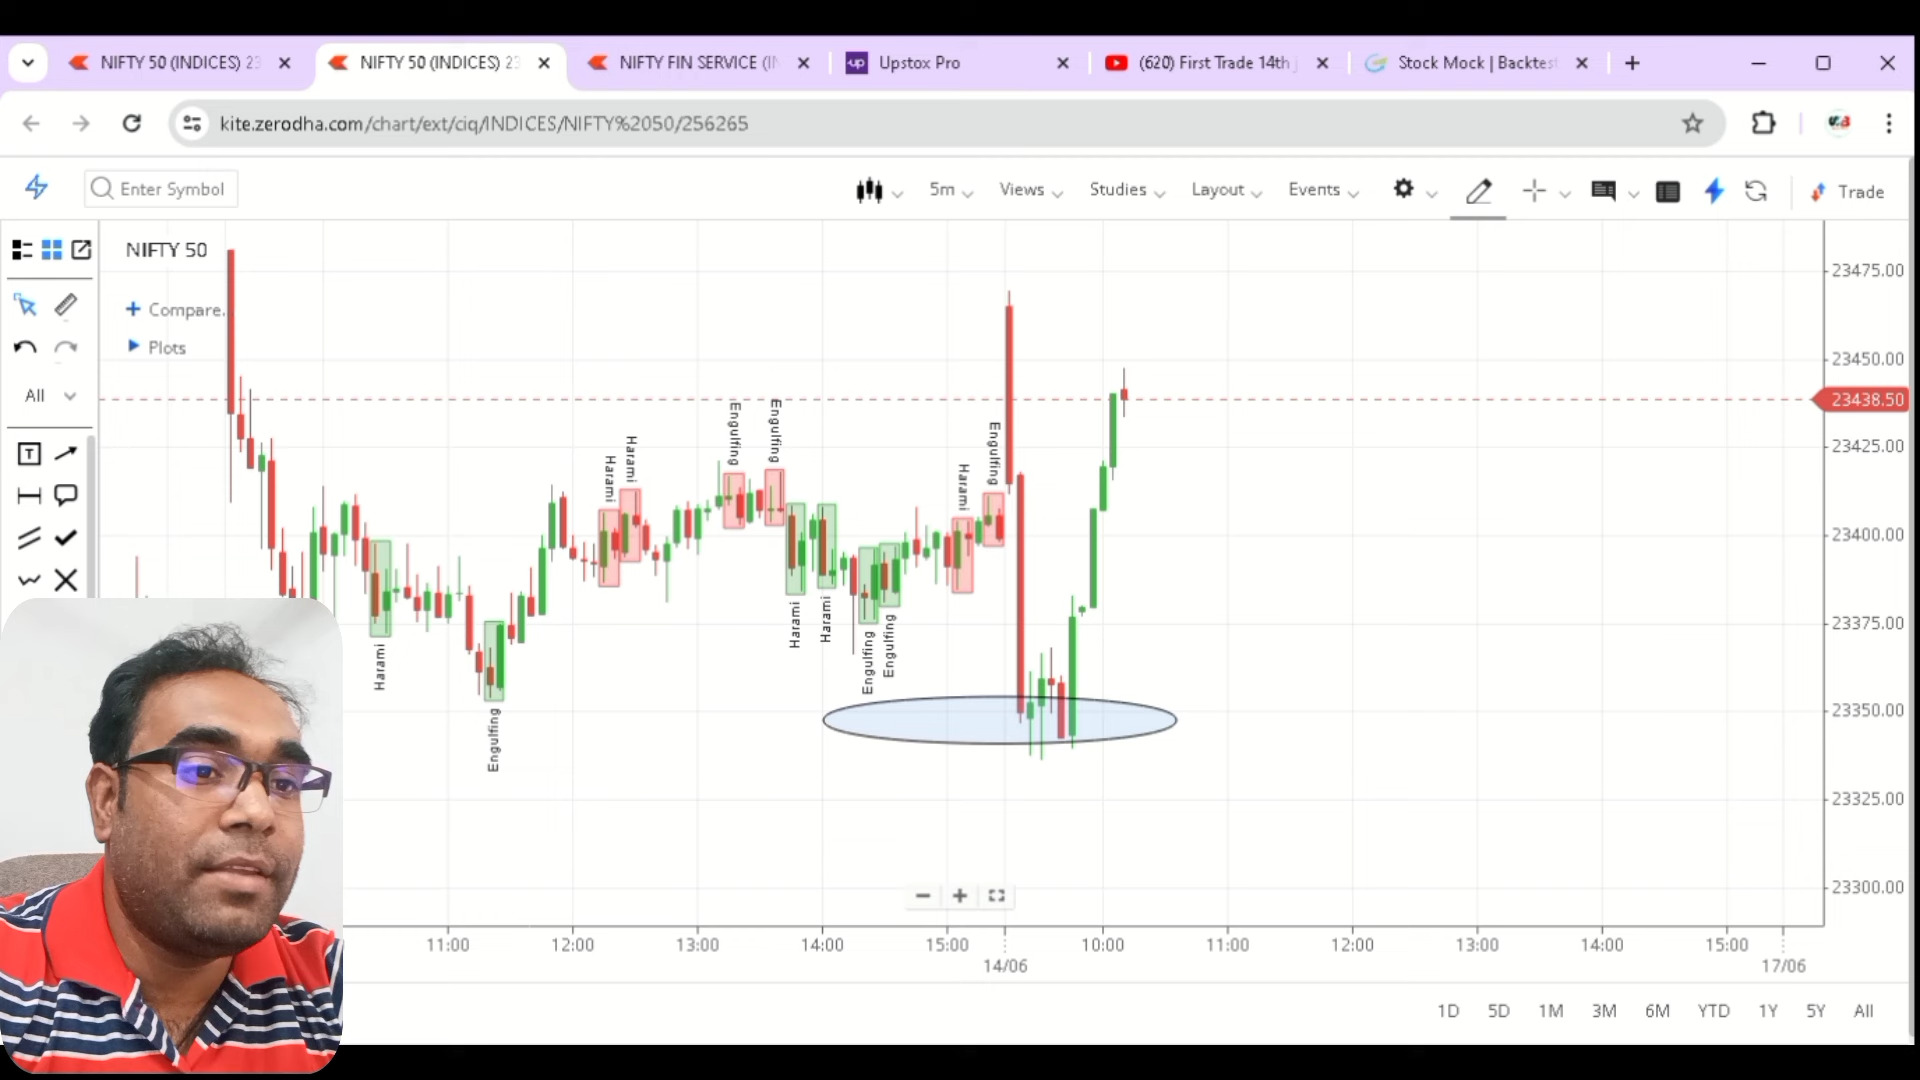 NIFTY 50 (INDICES) 23
NIFTY 50 (INDICES) 23
NIFTY FIN SERVICE (IN
up
Upstox Pro
(620) First Trade 14th j
Stock Mock | Backtest
kite.zerodha.com/chart/ext/ciq/INDICES/NIFTY%2050/256265
Enter Symbol
5m
Views
Studies
Layout
Events
Trade
NIFTY 50
Compare.
Plots
All
T
Harami
Engulfing
Harami
Harami
Engulfing
Engulfing
Harami
Harami
Engulfing
Engulfing
Harami
Engulfing
23475.00
23450.00
23438.50
23425.00
23400.00
23375.00
23350.00
23325.00
23300.00
11:00
12:00
13:00
14:00
15:00
10:00
11:00
12:00
13:00
14:00
15:00
14/06
17/06
1D
5D
1M
3M
6M
YTD
1Y
5Y
All